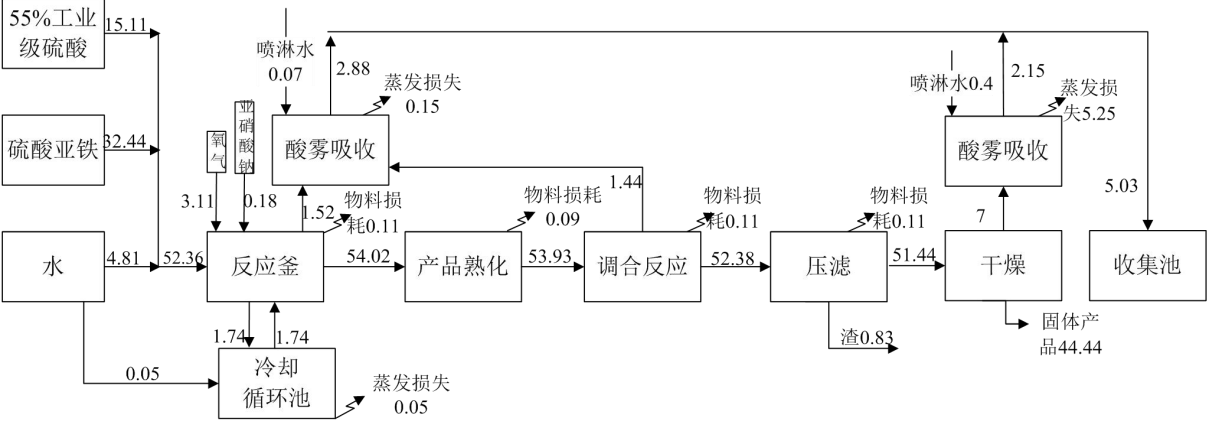 55%工业
级硫酸
15.11
硫酸亚铁
32.44
水
4.81
52.36
0.05
氧气
3.11
亚硝酸钠
0.18
喷淋水
0.07
2.88
蒸发损失
0.15
酸雾吸收
1.52
1.44
反应釜
物料损
耗0.11
54.02
1.74
1.74
冷却
循环池
蒸发损失
0.05
产品熟化
物料损耗
0.09
53.93
调合反应
物料损
耗0.11
52.38
压滤
物料损
耗0.11
51.44
渣0.83
喷淋水0.4
2.15
蒸发损
失5.25
酸雾吸收
7
干燥
固体产
品44.44
5.03
收集池